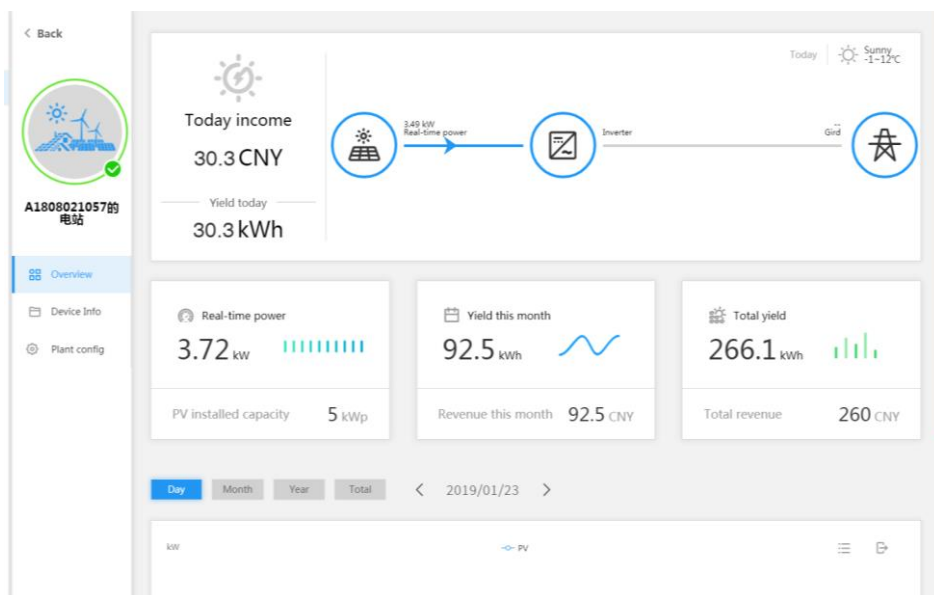 Back
A1808021057的
电站
Overview
Device Info
Plant config
Today income
30.3 CNY
Yield today
30.3 kWh
Today
Sunny
-1~12℃
3.49 kW
Real-time power
Inverter
--
Gird
Real-time power
3.72 kW
PV installed capacity 5 kWp
Yield this month
92.5 kWh
Revenue this month 92.5 CNY
Total yield
266.1 kWh
Total revenue 260 CNY
Day Month Year Total 2019/01/23
kW
PV